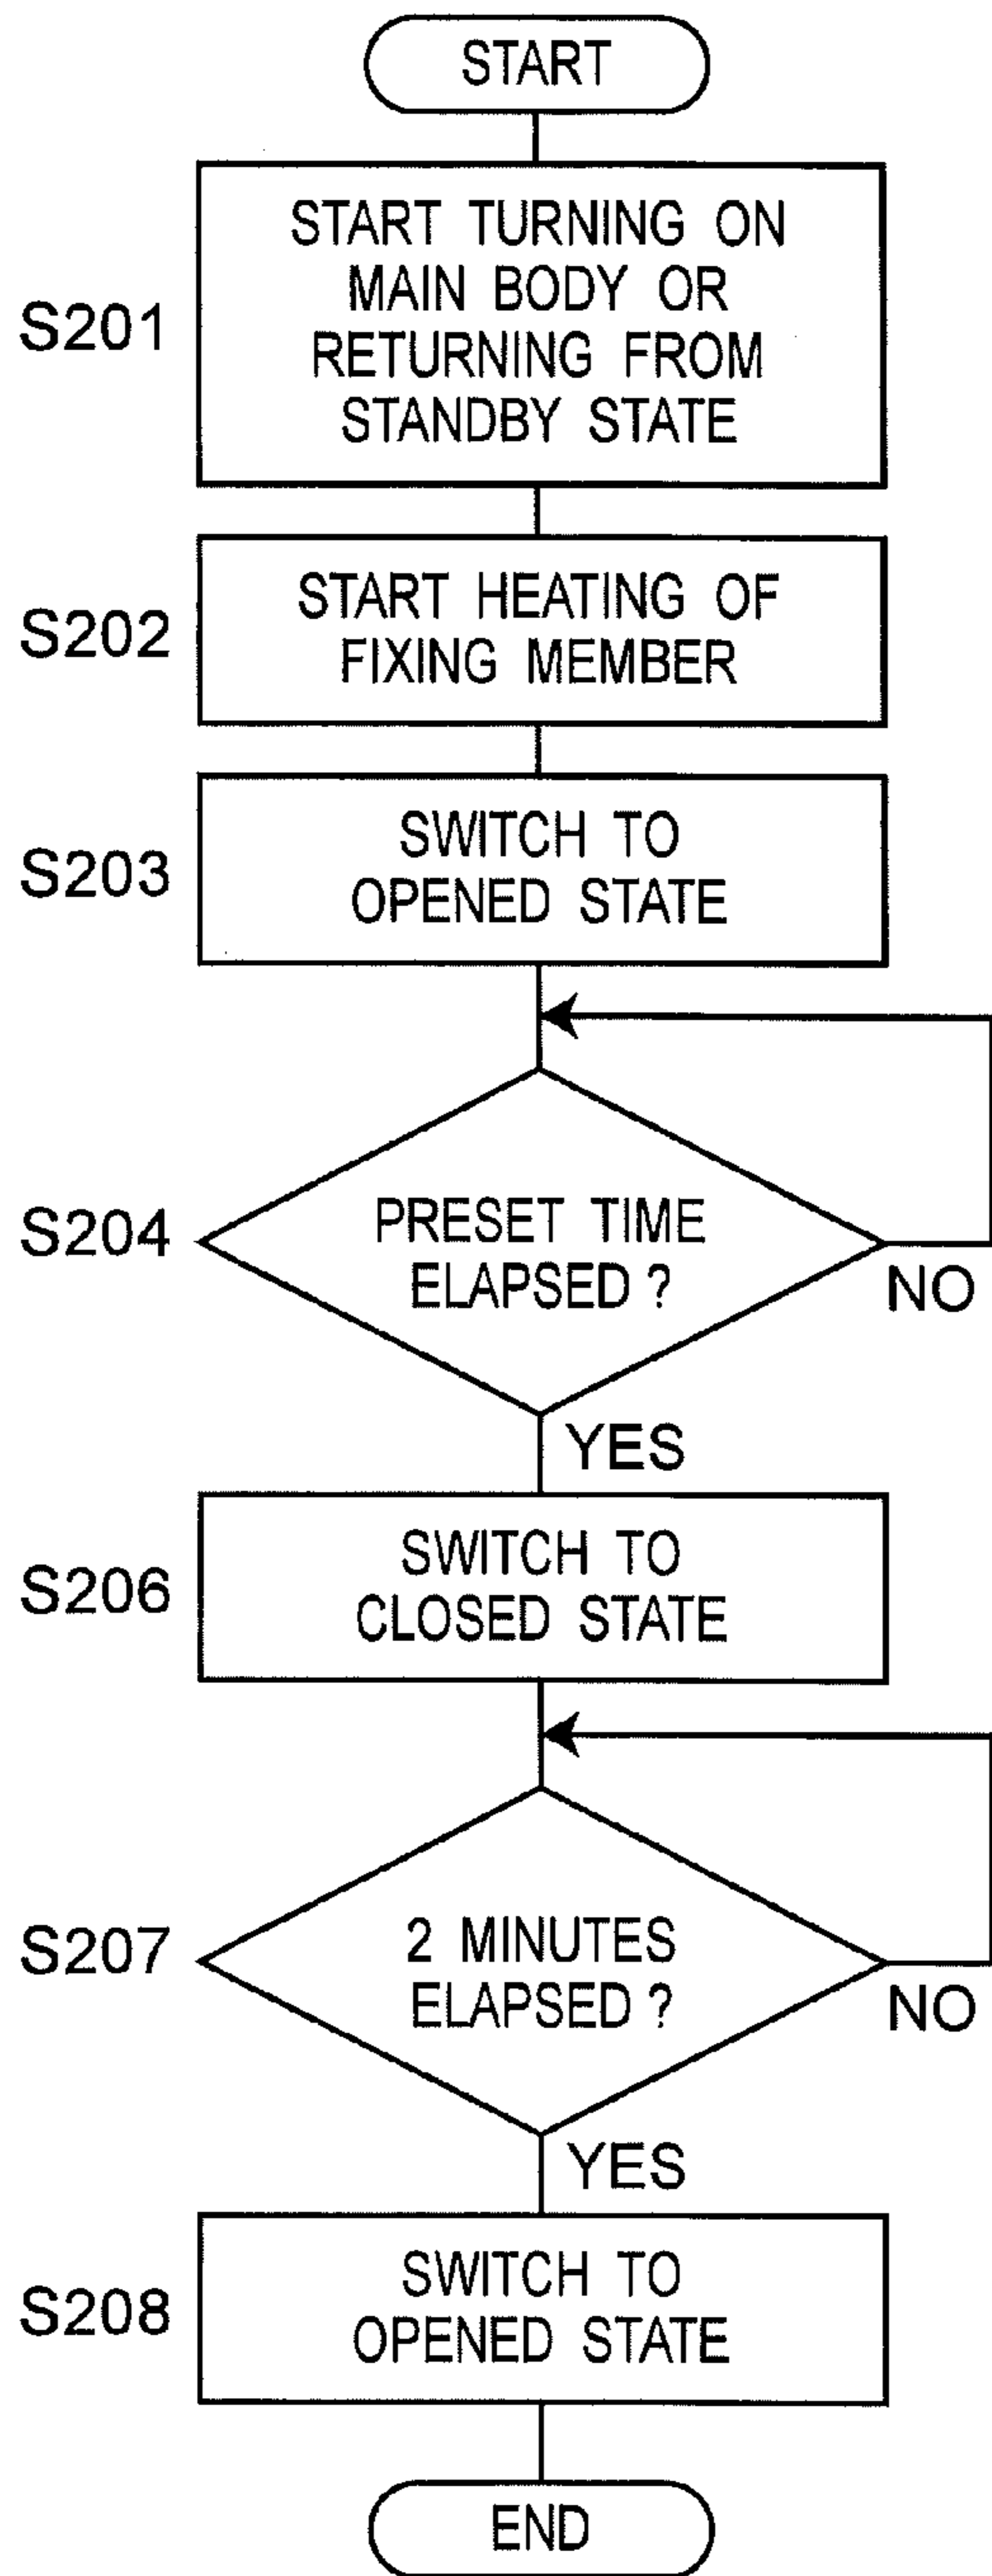 START
S201
START TURNING ON
MAIN BODY OR
RETURNING FROM
STANDBY STATE
S202
START HEATING OF
FIXING MEMBER
S203
SWITCH TO
OPENED STATE
S204
PRESET TIME
ELAPSED ?
NO
YES
S206
SWITCH TO
CLOSED STATE
S207
2 MINUTES
ELAPSED ?
NO
YES
S208
SWITCH TO
OPENED STATE
END